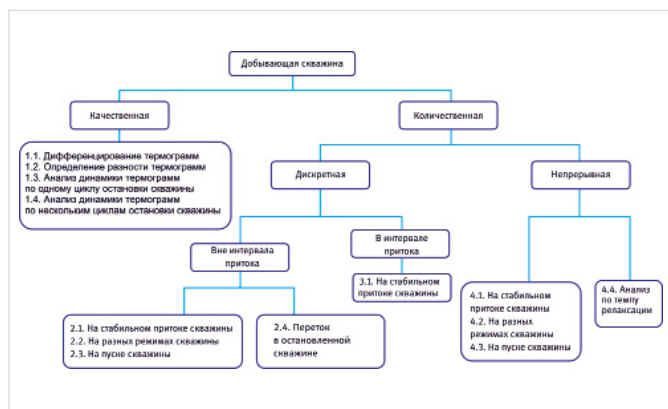 Добывающая скважина
Качественная
Количественная
1.1. Дифференцирование термограмм
1.2. Определение разности термограмм
1.3. Анализ динамики термограмм
по одному циклу остановки скважины
1.4. Анализ динамики термограмм
по нескольким циклам остановки скважины
Дискретная
Непрерывная
Вне интервала
притока
В интервале
притока
3.1. На стабильном
притоке скважины
2.1. На стабильном притоке скважины
2.2. На разных режимах скважины
2.3. На пуске скважины
2.4. Переток
в остановленной
скважине
4.1. На стабильном
притоке скважины
4.2. На разных
режимах скважины
4.3. На пуске скважины
4.4. Анализ
по темпу
релаксации